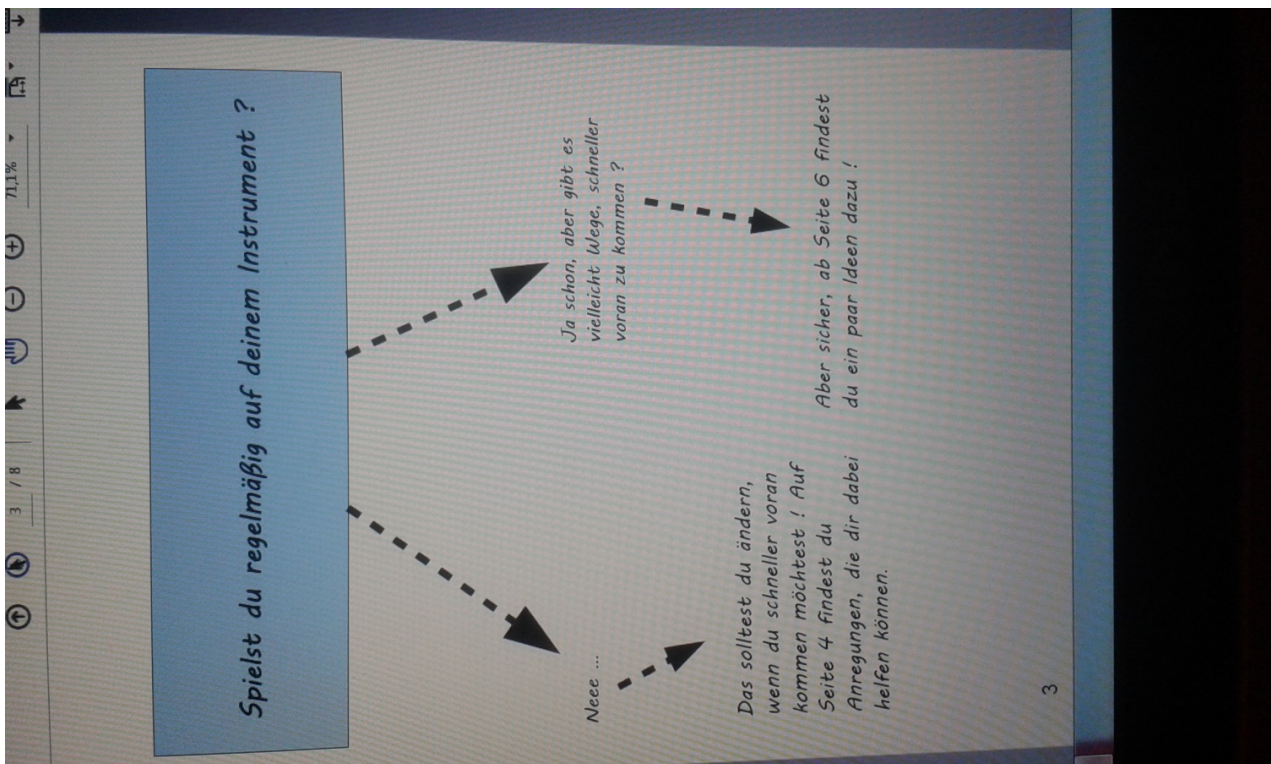 3 / 8
71,1%
Spielst du regelmäßig auf deinem Instrument ?
Neee ...
Das solltest du ändern,
wenn du schneller voran
kommen möchtest ! Auf
Seite 4 findest du
Anregungen, die dir dabei
helfen können.
Ja schon, aber gibt es
vielleicht Wege, schneller
voran zu kommen ?
Aber sicher, ab Seite 6 findest
du ein paar Ideen dazu !
3